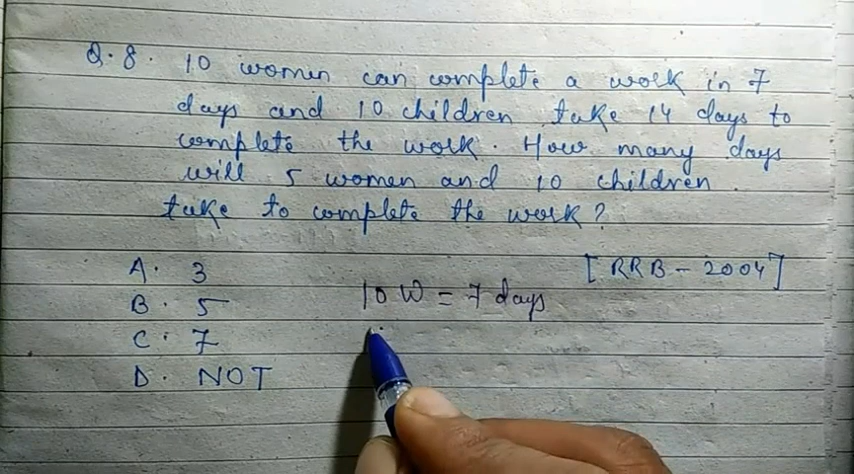 Q.8. 10 women can complete a work in 7
days and 10 children take 14 days to
complete the work. How many days
will 5 women and 10 children
take to complete the work?
[RRB-2004]
A. 3
B. 5
C. 7
D. NOT
10 W = 7 days